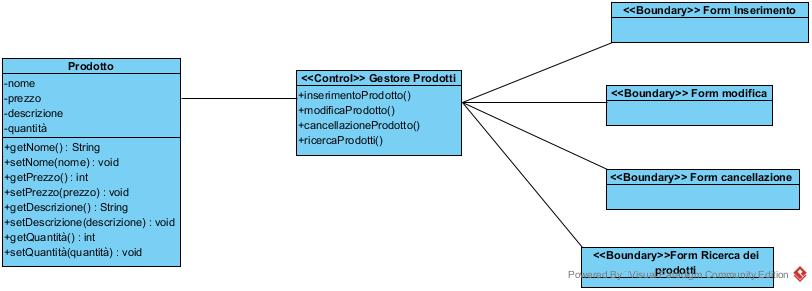 Prodotto
-nome
-prezzo
-descrizione
-quantità
+getNome() : String
+setNome(nome) : void
+getPrezzo() : int
+setPrezzo(prezzo) : void
+getDescrizione() : String
+setDescrizione(descrizione) : void
+getQuantità() : int
+setQuantità(quantità) : void
<<Control>> Gestore Prodotti
+inserimentoProdotto()
+modificaProdotto()
+cancellazioneProdotto()
+ricercaProdotti()
<<Boundary>> Form Inserimento
<<Boundary>> Form modifica
<<Boundary>> Form cancellazione
<<Boundary>>Form Ricerca dei
prodotti
Powered By Visual Paradigm Community Edition